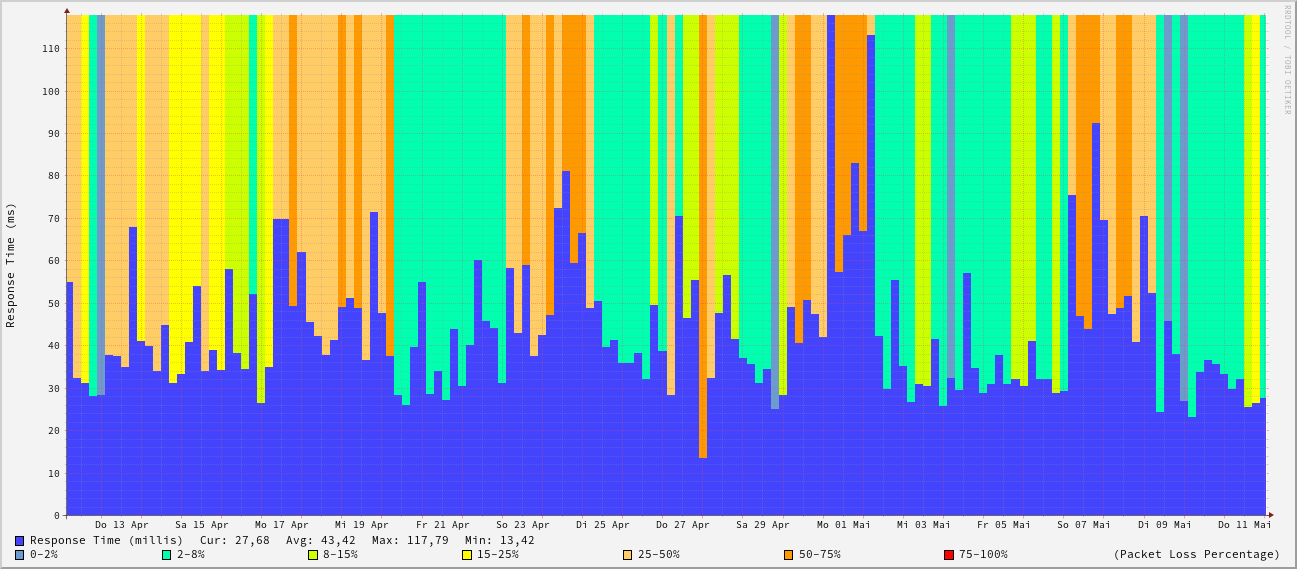 RRDTOOL / TOBI OETIKER
Response Time (ms)
110
100
90
80
70
60
50
40
30
20
10
0
Do 13 Apr Sa 15 Apr Mo 17 Apr Mi 19 Apr Fr 21 Apr So 23 Apr Di 25 Apr Do 27 Apr Sa 29 Apr Mo 01 Mai Mi 03 Mai Fr 05 Mai So 07 Mai Di 09 Mai Do 11 Mai
Response Time (millis) Cur: 27,68 Avg: 43,42 Max: 117,79 Min: 13,42
0-2% 2-8% 8-15% 15-25% 25-50% 50-75% 75-100% (Packet Loss Percentage)